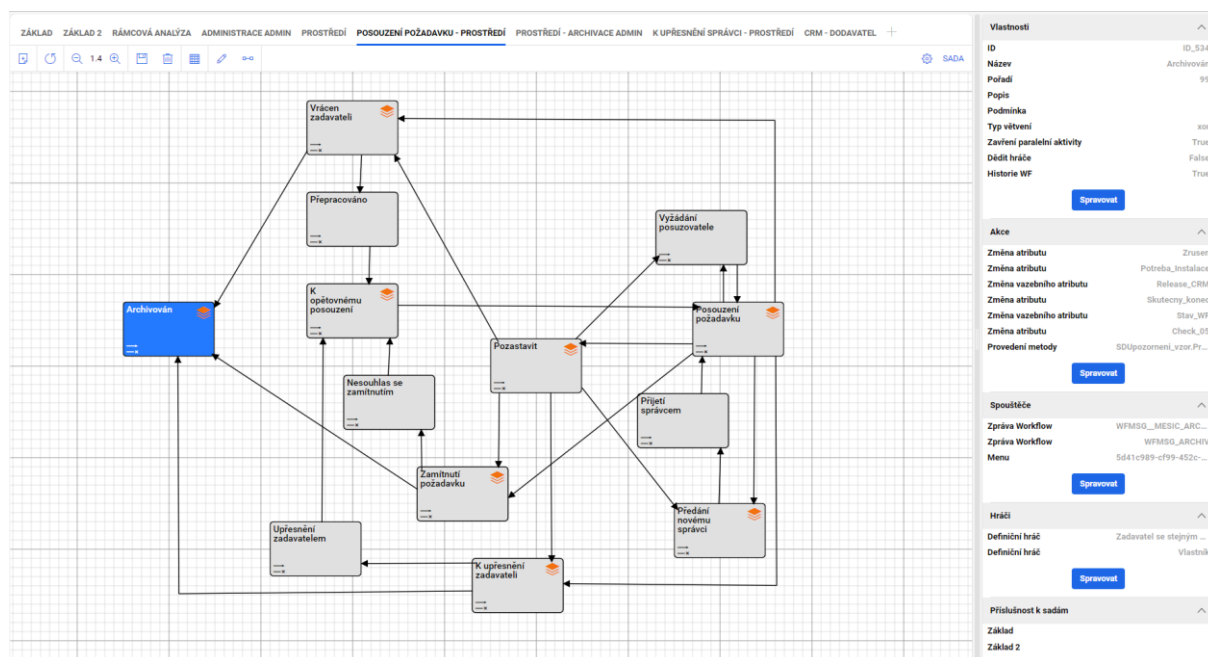 ZÁKLAD ZÁKLAD 2 RÁMCOVÁ ANALÝZA ADMINISTRACE ADMIN PROSTŘEDÍ POSOUZENÍ POŽADAVKU - PROSTŘEDÍ PROSTŘEDÍ - ARCHIVACE ADMIN K UPŘESNĚNÍ SPRÁVCI - PROSTŘEDÍ CRM - DODAVATEL
1.4
SADA
Vrácen
zadavateli
Přepracováno
Vyžádání
posuzovatele
K
opětovnému
posouzení
Archivován
Posouzení
požadavku
Pozastavit
Nesouhlas se
zamítnutím
Přijetí
správcem
Zamítnutí
požadavku
Předání
novému
správci
Upřesnění
zadavatelem
K upřesnění
zadavateli
Vlastnosti
ID ID_534
Název Archivován
Pořadí 99
Popis
Podmínka
Typ větvení xor
Zavření paralelní aktivity True
Dědit hráče False
Historie WF True
Spravovat
Akce
Změna atributu Zrusen
Změna atributu Potreba_Instalace
Změna vazebního atributu Release_CRM
Změna atributu Skutecny_konec
Změna vazebního atributu Stav_WF
Změna atributu Check_05
Provedení metody SDUpozorneni_vzor.Pr...
Spravovat
Spouštěče
Zpráva Workflow WFMSG__MESIC_ARC...
Zpráva Workflow WFMSG_ARCHIV
Menu 5d41c989-cf99-452c-...
Spravovat
Hráči
Definiční hráč Zadavatel se stejným ...
Definiční hráč Vlastník
Spravovat
Příslušnost k sadám
Základ
Základ 2